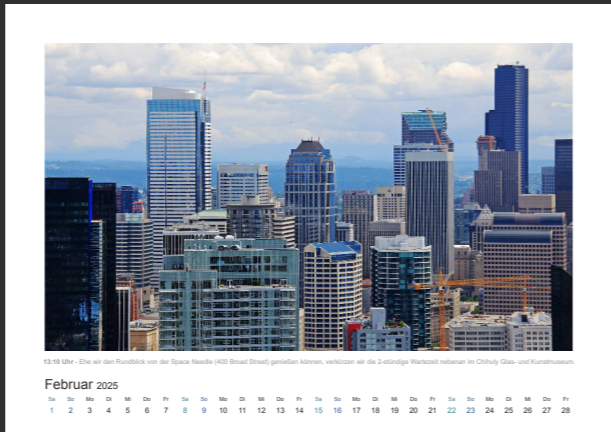 13:10 Uhr - Ehe wir den Rundblick von der Space Needle (400 Broad Street) genießen können, verkürzen wir die 2-stündige Wartezeit nebenan im Chihuly Glas- und Kunstmuseum.
Februar 2025
Sa So Mo Di Mi Do Fr Sa So Mo Di Mi Do Fr Sa So Mo Di Mi Do Fr Sa So Mo Di Mi Do Fr
1 2 3 4 5 6 7 8 9 10 11 12 13 14 15 16 17 18 19 20 21 22 23 24 25 26 27 28